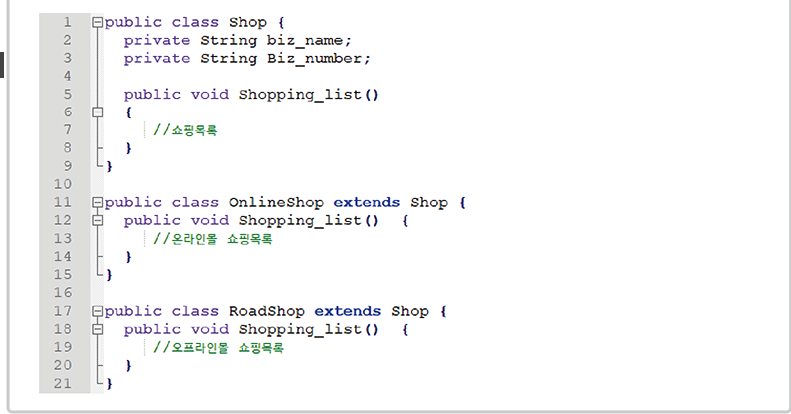 1 public class Shop {
2 private String biz_name;
3 private String Biz_number;
4
5 public void Shopping_list()
6 {
7 //쇼핑목록
8 }
9 }
10
11 public class OnlineShop extends Shop {
12 public void Shopping_list() {
13 //온라인몰 쇼핑목록
14 }
15 }
16
17 public class RoadShop extends Shop {
18 public void Shopping_list() {
19 //오프라인몰 쇼핑목록
20 }
21 }